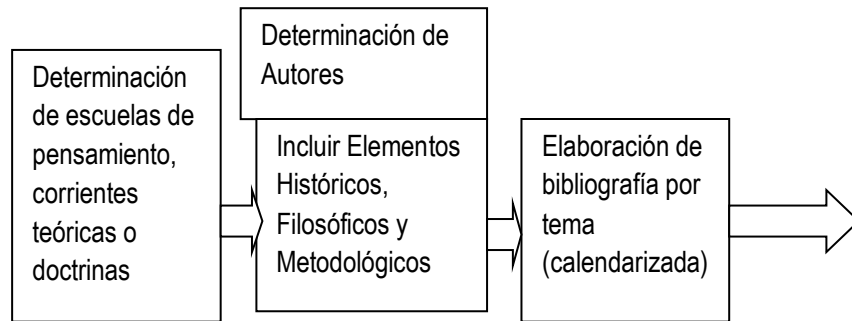 Determinación
de escuelas de
pensamiento,
corrientes
teóricas o
doctrinas
Determinación de
Autores
Incluir Elementos
Históricos,
Filosóficos y
Metodológicos
Elaboración de
bibliografía por
tema
(calendarizada)